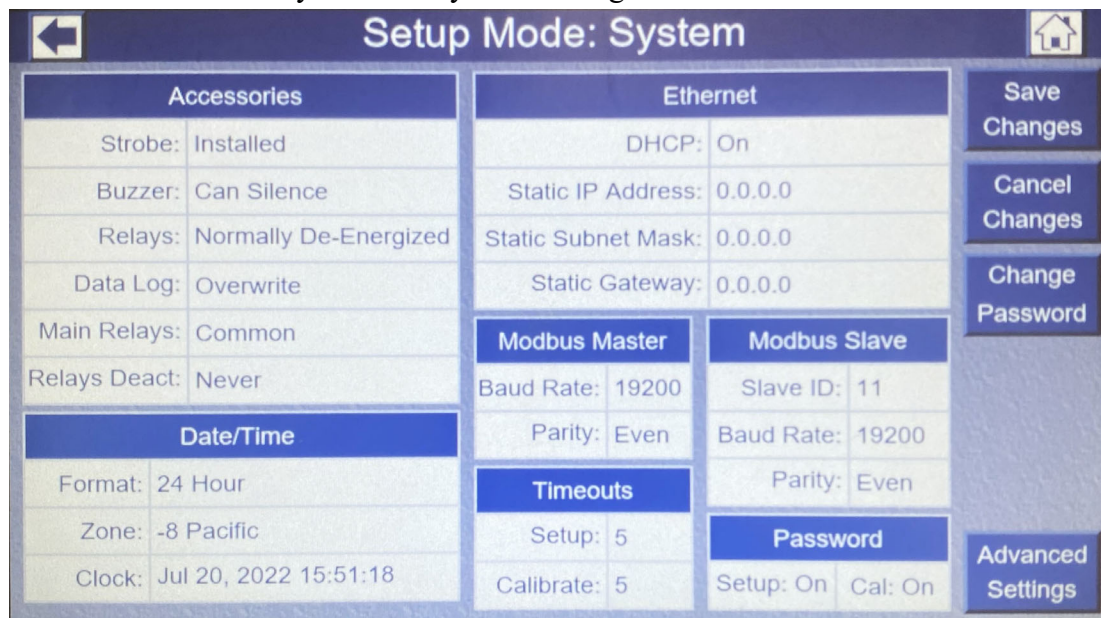 Setup Mode: System
Accessories
Strobe: Installed
Buzzer: Can Silence
Relays: Normally De-Energized
Data Log: Overwrite
Main Relays: Common
Relays Deact: Never
Date/Time
Format: 24 Hour
Zone: -8 Pacific
Clock: Jul 20, 2022 15:51:18
Ethernet
DHCP: On
Static IP Address: 0.0.0.0
Static Subnet Mask: 0.0.0.0
Static Gateway: 0.0.0.0
Modbus Master
Baud Rate: 19200
Parity: Even
Timeouts
Setup: 5
Calibrate: 5
Modbus Slave
Slave ID: 11
Baud Rate: 19200
Parity: Even
Password
Setup: On Cal: On
Save
Changes
Cancel
Changes
Change
Password
Advanced
Settings